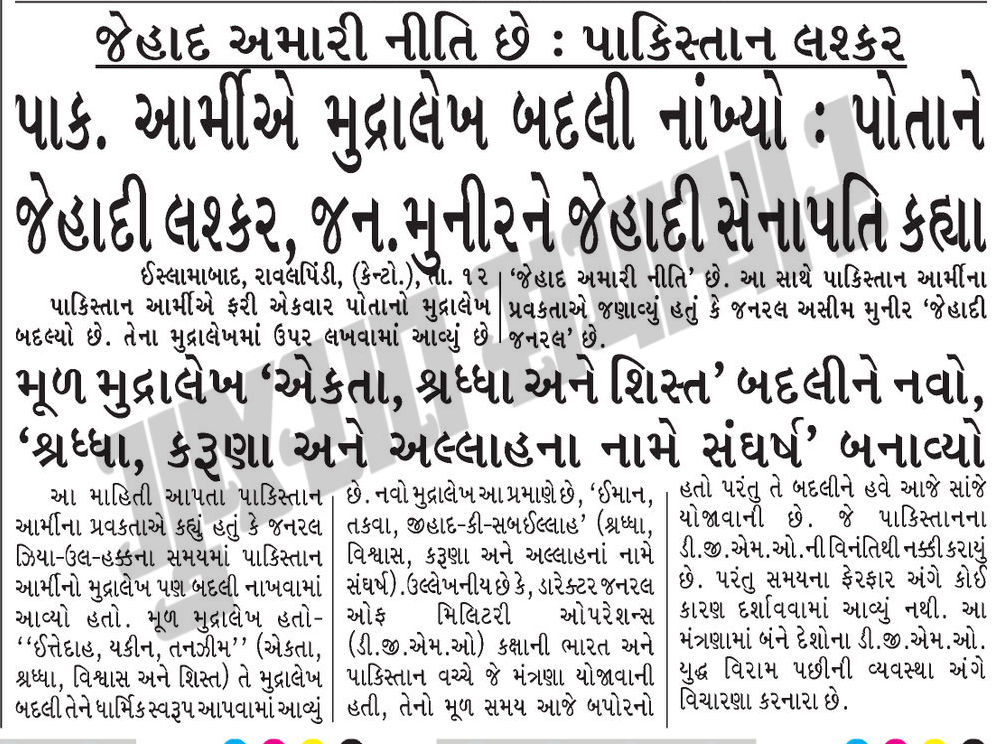 જેહાદ અમારી નીતિ છે : પાકિસ્તાન લશ્કર
પાક. આર્મીએ મુદ્રાલેખ બદલી નાંખ્યો : પોતાને
જેહાદી લશ્કર, જન.મુનીરને જેહાદી સેનાપતિ કહ્યા
ઈસ્લામાબાદ, રાવલપિંડી, (કેન્ટો.), તા. ૧૨
પાકિસ્તાન આર્મીએ ફરી એકવાર પોતાનો મુદ્રાલેખ
બદલ્યો છે. તેના મુદ્રાલેખમાં ઉપર લખવામાં આવ્યું છે
'જેહાદ અમારી નીતિ' છે. આ સાથે પાકિસ્તાન આર્મીના
પ્રવકતાએ જણાવ્યું હતું કે જનરલ અસીમ મુનીર 'જેહાદી
જનરલ' છે.
મૂળ મુદ્રાલેખ 'એકતા, શ્રધ્ધા અને શિસ્ત' બદલીને નવો,
'શ્રધ્ધા, કરૂણા અને અલ્લાહના નામે સંઘર્ષ' બનાવ્યો
આ માહિતી આપતા પાકિસ્તાન
આર્મીના પ્રવકતાએ કહ્યું હતું કે જનરલ
ઝિયા-ઉલ-હક્કના સમયમાં પાકિસ્તાન
આર્મીનો મુદ્રાલેખ પણ બદલી નાખવામાં
આવ્યો હતો. મૂળ મુદ્રાલેખ હતો-
''ઈત્તેદાહ, યકીન, તનઝીમ'' (એકતા,
શ્રધ્ધા, વિશ્વાસ અને શિસ્ત) તે મુદ્રાલેખ
બદલી તેને ધાર્મિક સ્વરૂપ આપવામાં આવ્યું
છે. નવો મુદ્રાલેખ આ પ્રમાણે છે, 'ઈમાન,
તકવા, જીહાદ-કી-સબઈલ્લાહ' (શ્રધ્ધા,
વિશ્વાસ, કરૂણા અને અલ્લાહનાં નામે
સંઘર્ષ). ઉલ્લેખનીય છે કે, ડારેક્ટર જનરલ
ઓફ મિલિટરી ઓપરેશન્સ
(ડી.જી.એમ.ઓ) કક્ષાની ભારત અને
પાકિસ્તાન વચ્ચે જે મંત્રણા યોજાવાની
હતી, તેનો મૂળ સમય આજે બપોરનો
હતો પરંતુ તે બદલીને હવે આજે સાંજે
યોજાવાની છે. જે પાકિસ્તાનના
ડી.જી.એમ.ઓ.ની વિનંતિથી નક્કી કરાયું
છે. પરંતુ સમયના ફેરફાર અંગે કોઈ
કારણ દર્શાવવામાં આવ્યું નથી. આ
મંત્રણામાં બંને દેશોના ડી.જી.એમ.ઓ.
યુદ્ધ વિરામ પછીની વ્યવસ્થા અંગે
વિચારણા કરનારા છે.
ગુજરાત સમાચાર